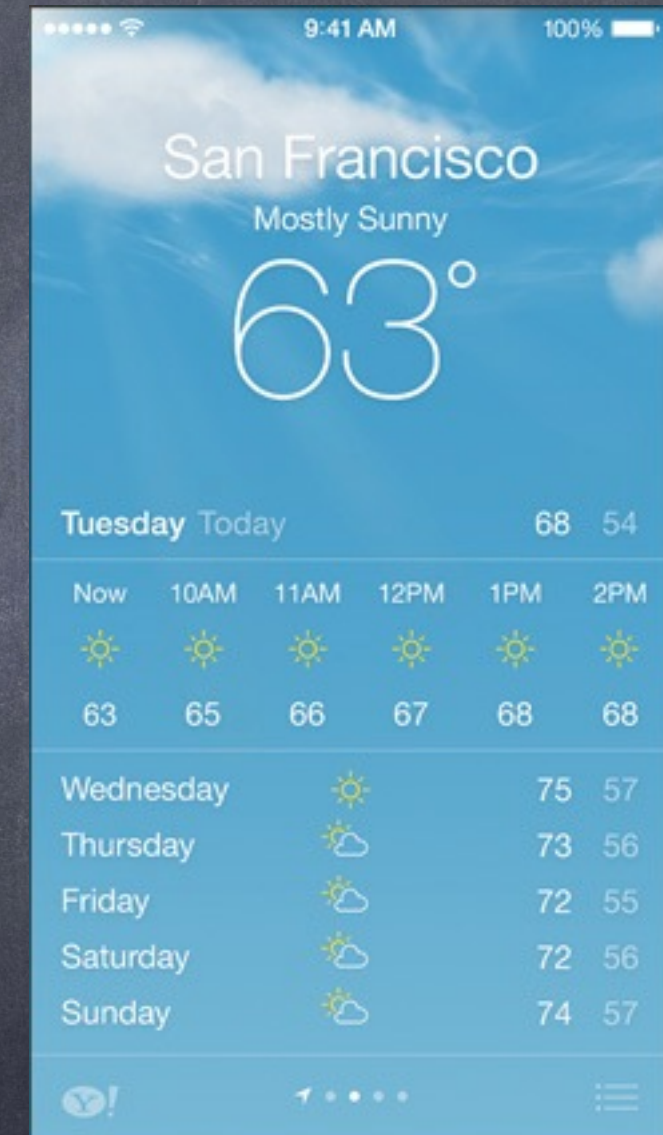 9:41 AM 100%
San Francisco
Mostly Sunny
63°
Tuesday Today 68 54
Now 10AM 11AM 12PM 1PM 2PM
63 65 66 67 68 68
Wednesday 75 57
Thursday 73 56
Friday 72 55
Saturday 72 56
Sunday 74 57
Y!